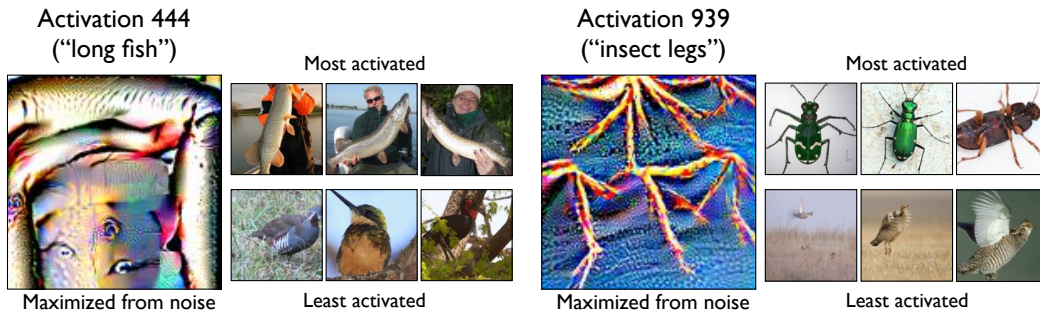 Activation 444
(“long fish”)
Most activated
Maximized from noise
Least activated
Activation 939
(“insect legs”)
Most activated
Maximized from noise
Least activated